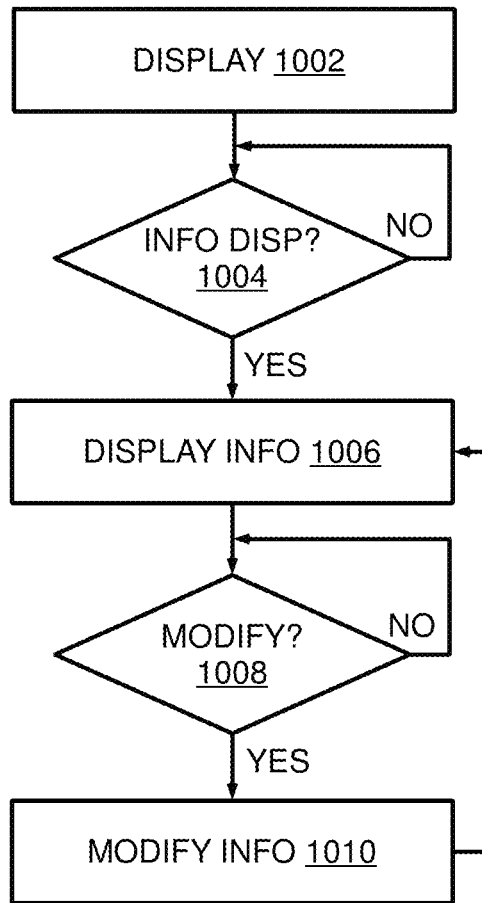 DISPLAY 1002
INFO DISP?
1004
NO
YES
DISPLAY INFO 1006
MODIFY?
1008
NO
YES
MODIFY INFO 1010